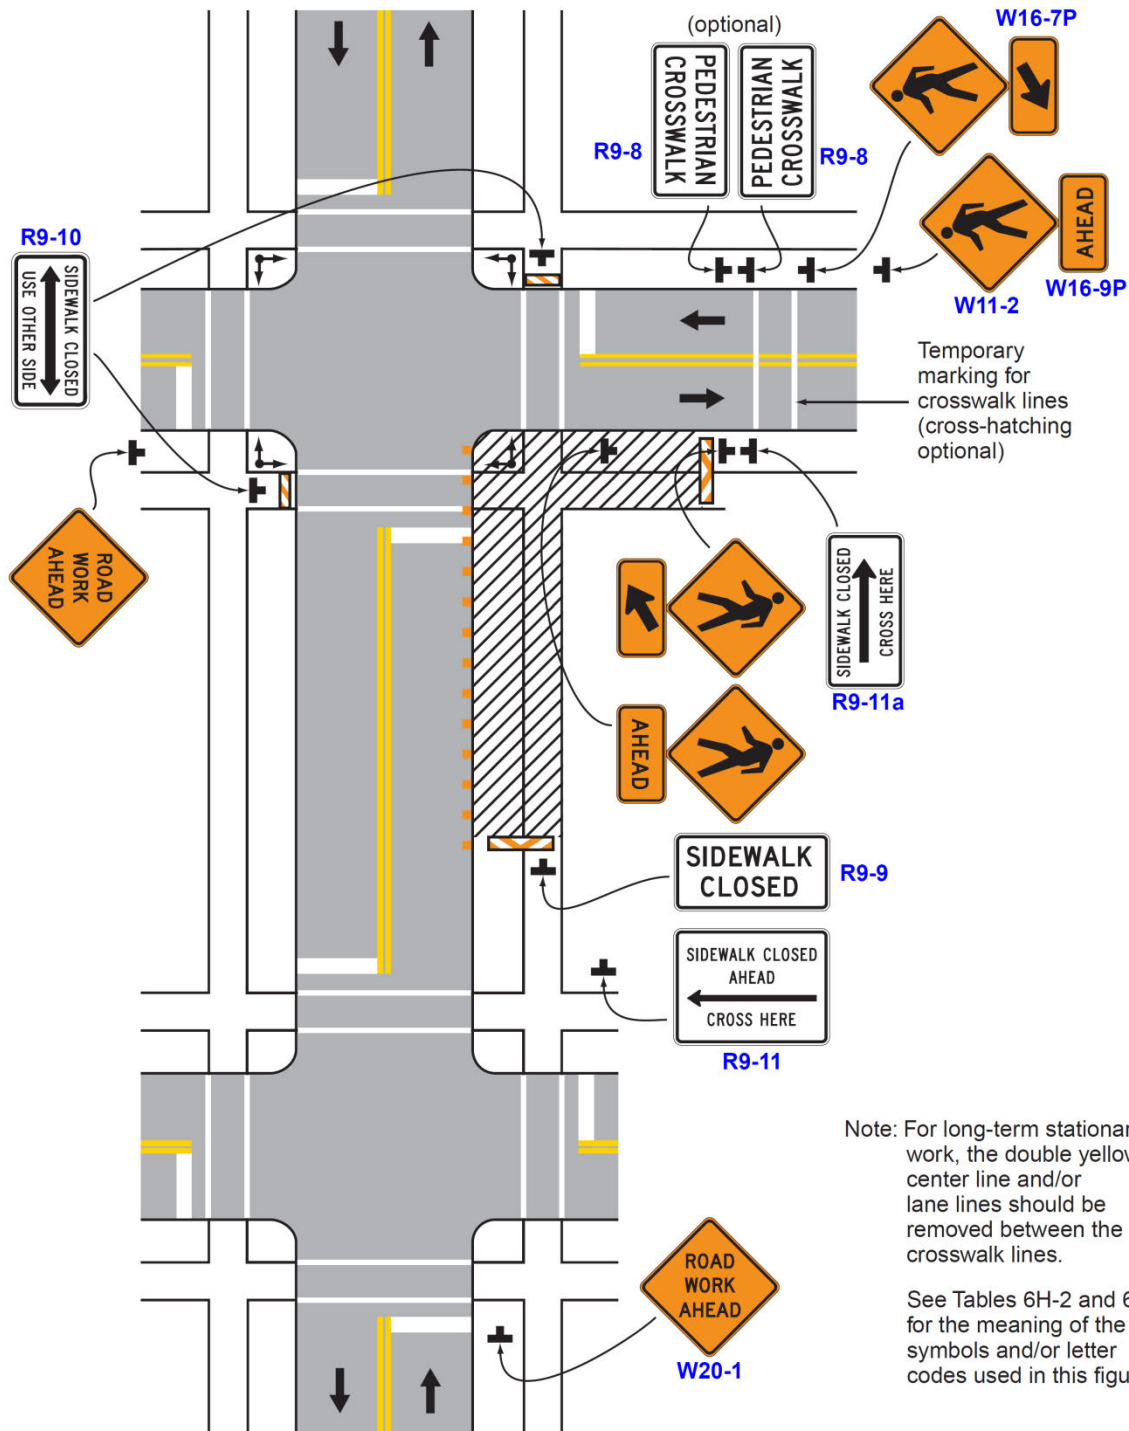 W16-7P
(optional)
PEDESTRIAN
CROSSWALK
PEDESTRIAN
CROSSWALK
R9-8
R9-8
AHEAD
W11-2
W16-9P
R9-10
SIDEWALK CLOSED
USE OTHER SIDE
Temporary
marking for
crosswalk lines
(cross-hatching
optional)
ROAD
WORK
AHEAD
SIDEWALK CLOSED
CROSS HERE
R9-11a
AHEAD
SIDEWALK
CLOSED
R9-9
SIDEWALK CLOSED
AHEAD
CROSS HERE
R9-11
Note: For long-term stationar
work, the double yellow
center line and/or
lane lines should be
removed between the
crosswalk lines.
ROAD
WORK
AHEAD
W20-1
See Tables 6H-2 and 6
for the meaning of the
symbols and/or letter
codes used in this figu